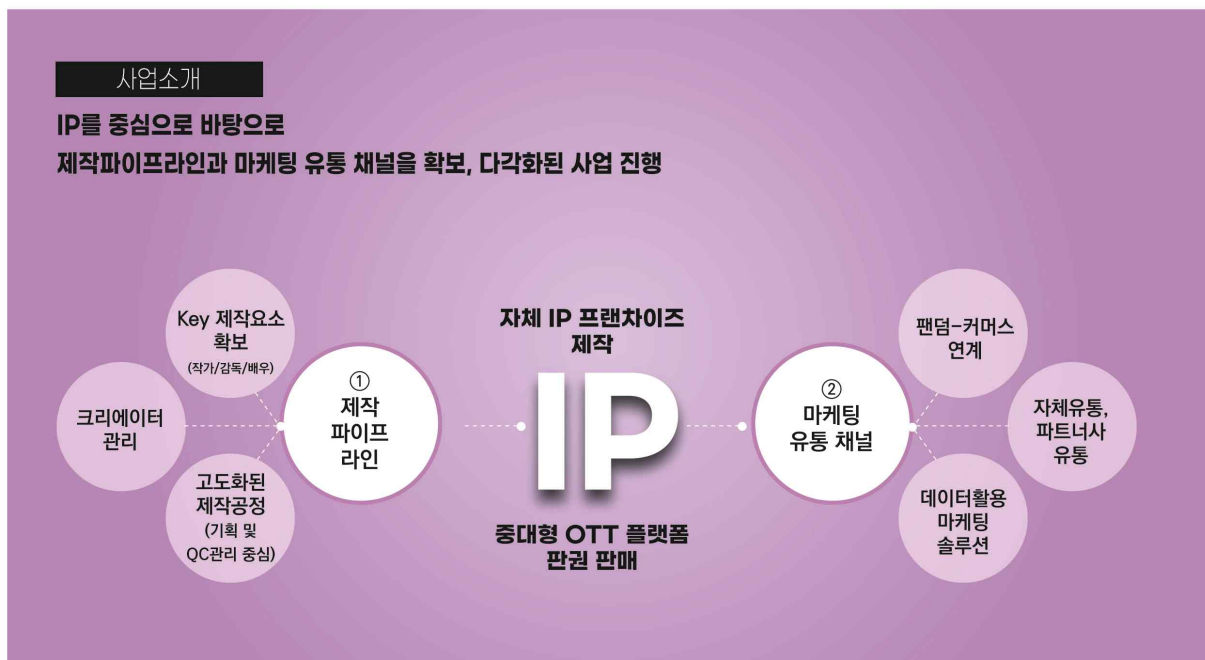 사업소개
IP를 중심으로 바탕으로
제작파이프라인과 마케팅 유통 채널을 확보, 다각화된 사업 진행
Key 제작요소
확보
(작가/감독/배우)
크리에이터
관리
고도화된
제작공정
(기획 및
QC관리 중심)
①
제작
파이프
라인
자체 IP 프랜차이즈
제작
IP
중대형 OTT 플랫폼
판권 판매
②
마케팅
유통 채널
팬덤-커머스
연계
자체유통,
파트너사
유통
데이터활용
마케팅
솔루션